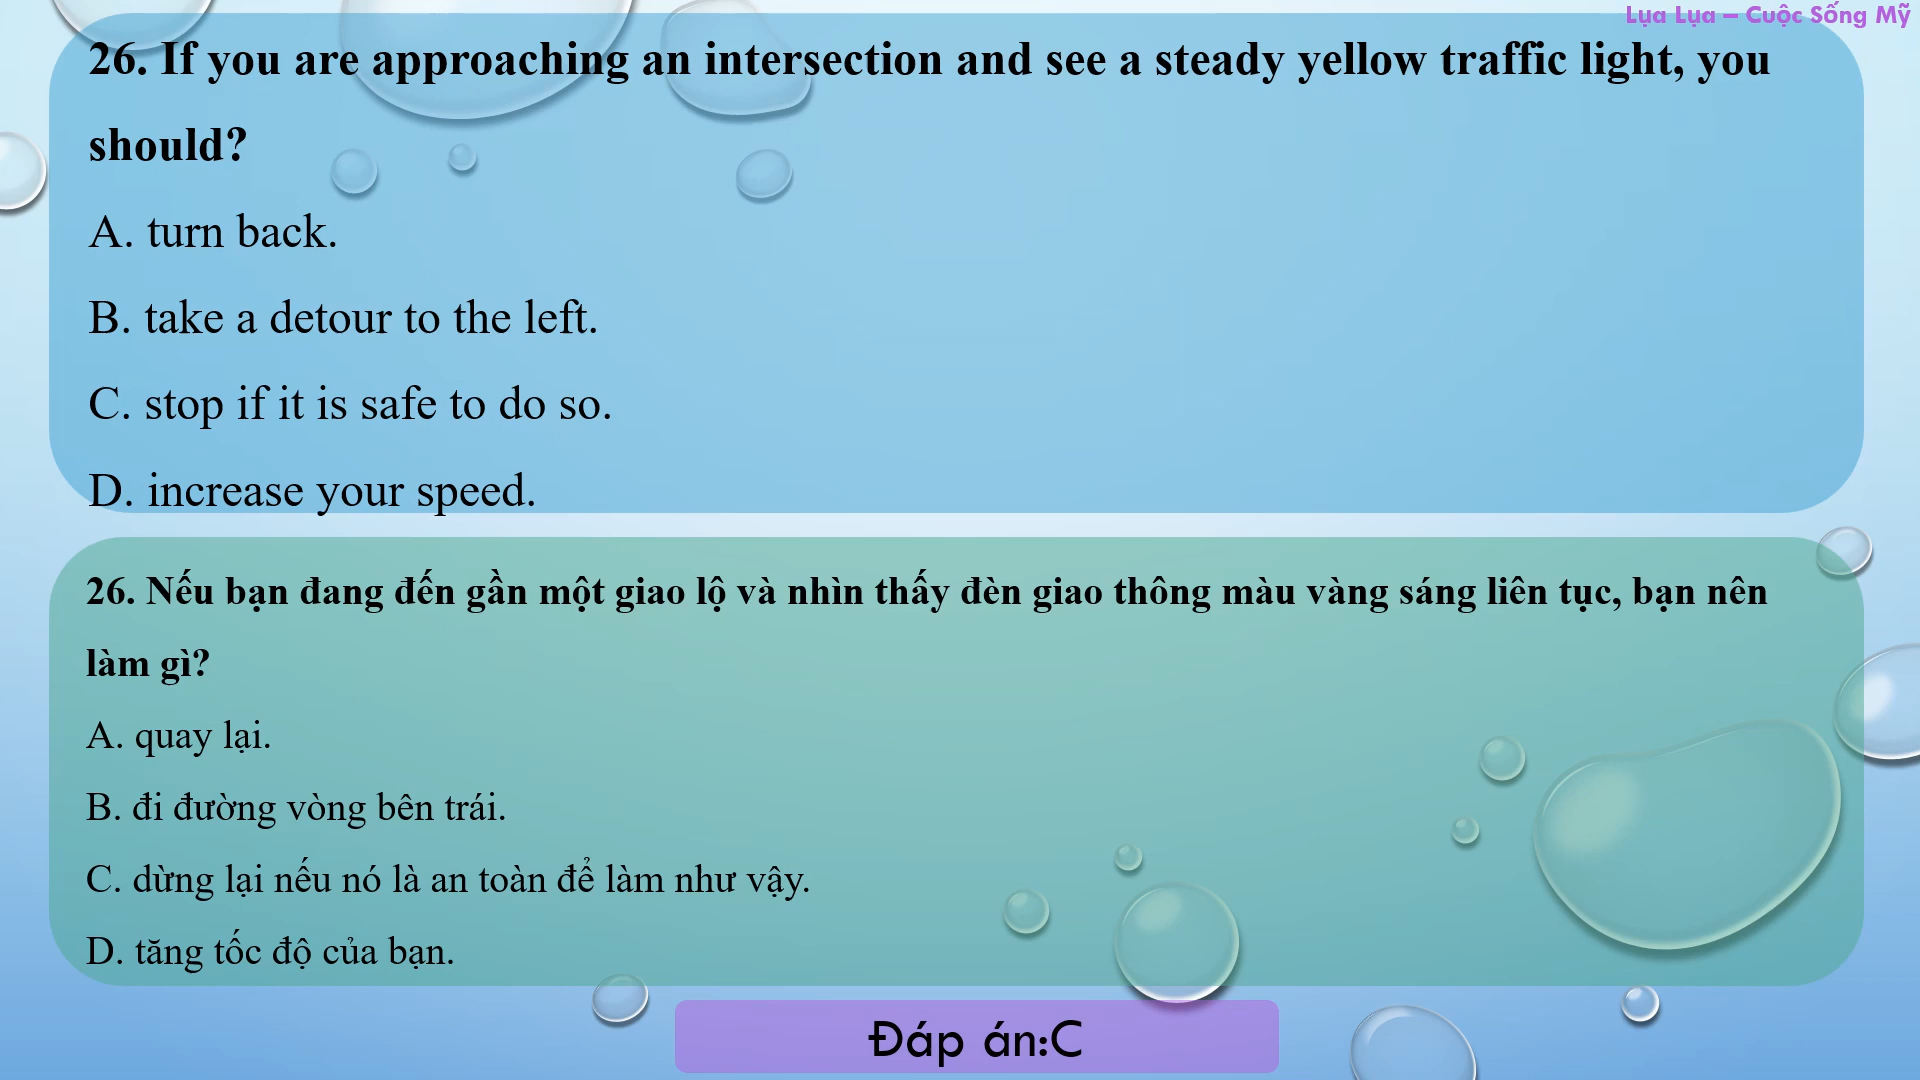 Lụa Lụa – Cuộc Sống Mỹ
26. If you are approaching an intersection and see a steady yellow traffic light, you
should?
A. turn back.
B. take a detour to the left.
C. stop if it is safe to do so.
D. increase your speed.
26. Nếu bạn đang đến gần một giao lộ và nhìn thấy đèn giao thông màu vàng sáng liên tục, bạn nên
làm gì?
A. quay lại.
B. đi đường vòng bên trái.
C. dừng lại nếu nó là an toàn để làm như vậy.
D. tăng tốc độ của bạn.
Đáp án:C